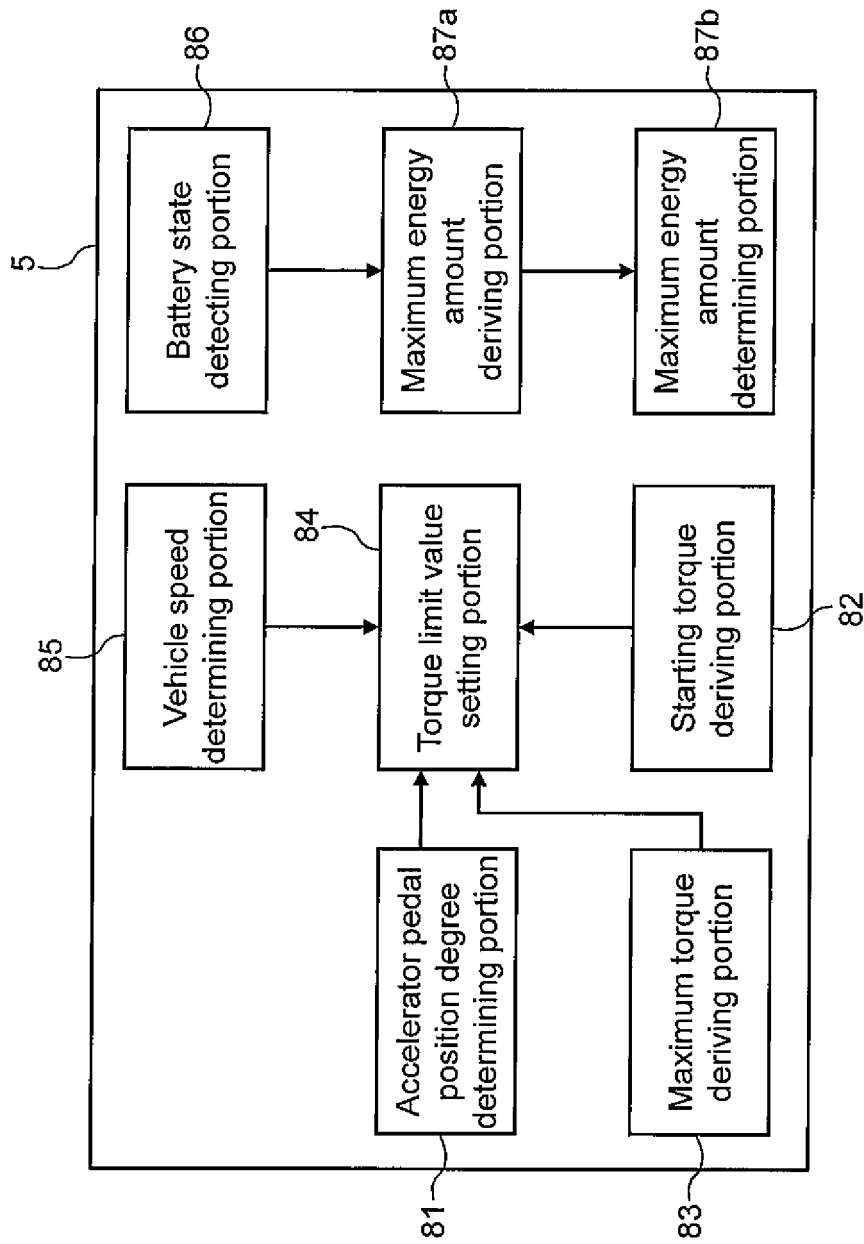 5
85
Vehicle speed
determining portion
Battery state
detecting portion
86
81
Accelerator pedal
position degree
determining portion
84
Torque limit value
setting portion
Maximum energy
amount
deriving portion
87a
83
Maximum torque
deriving portion
Starting torque
deriving portion
82
Maximum energy
amount
determining portion
87b